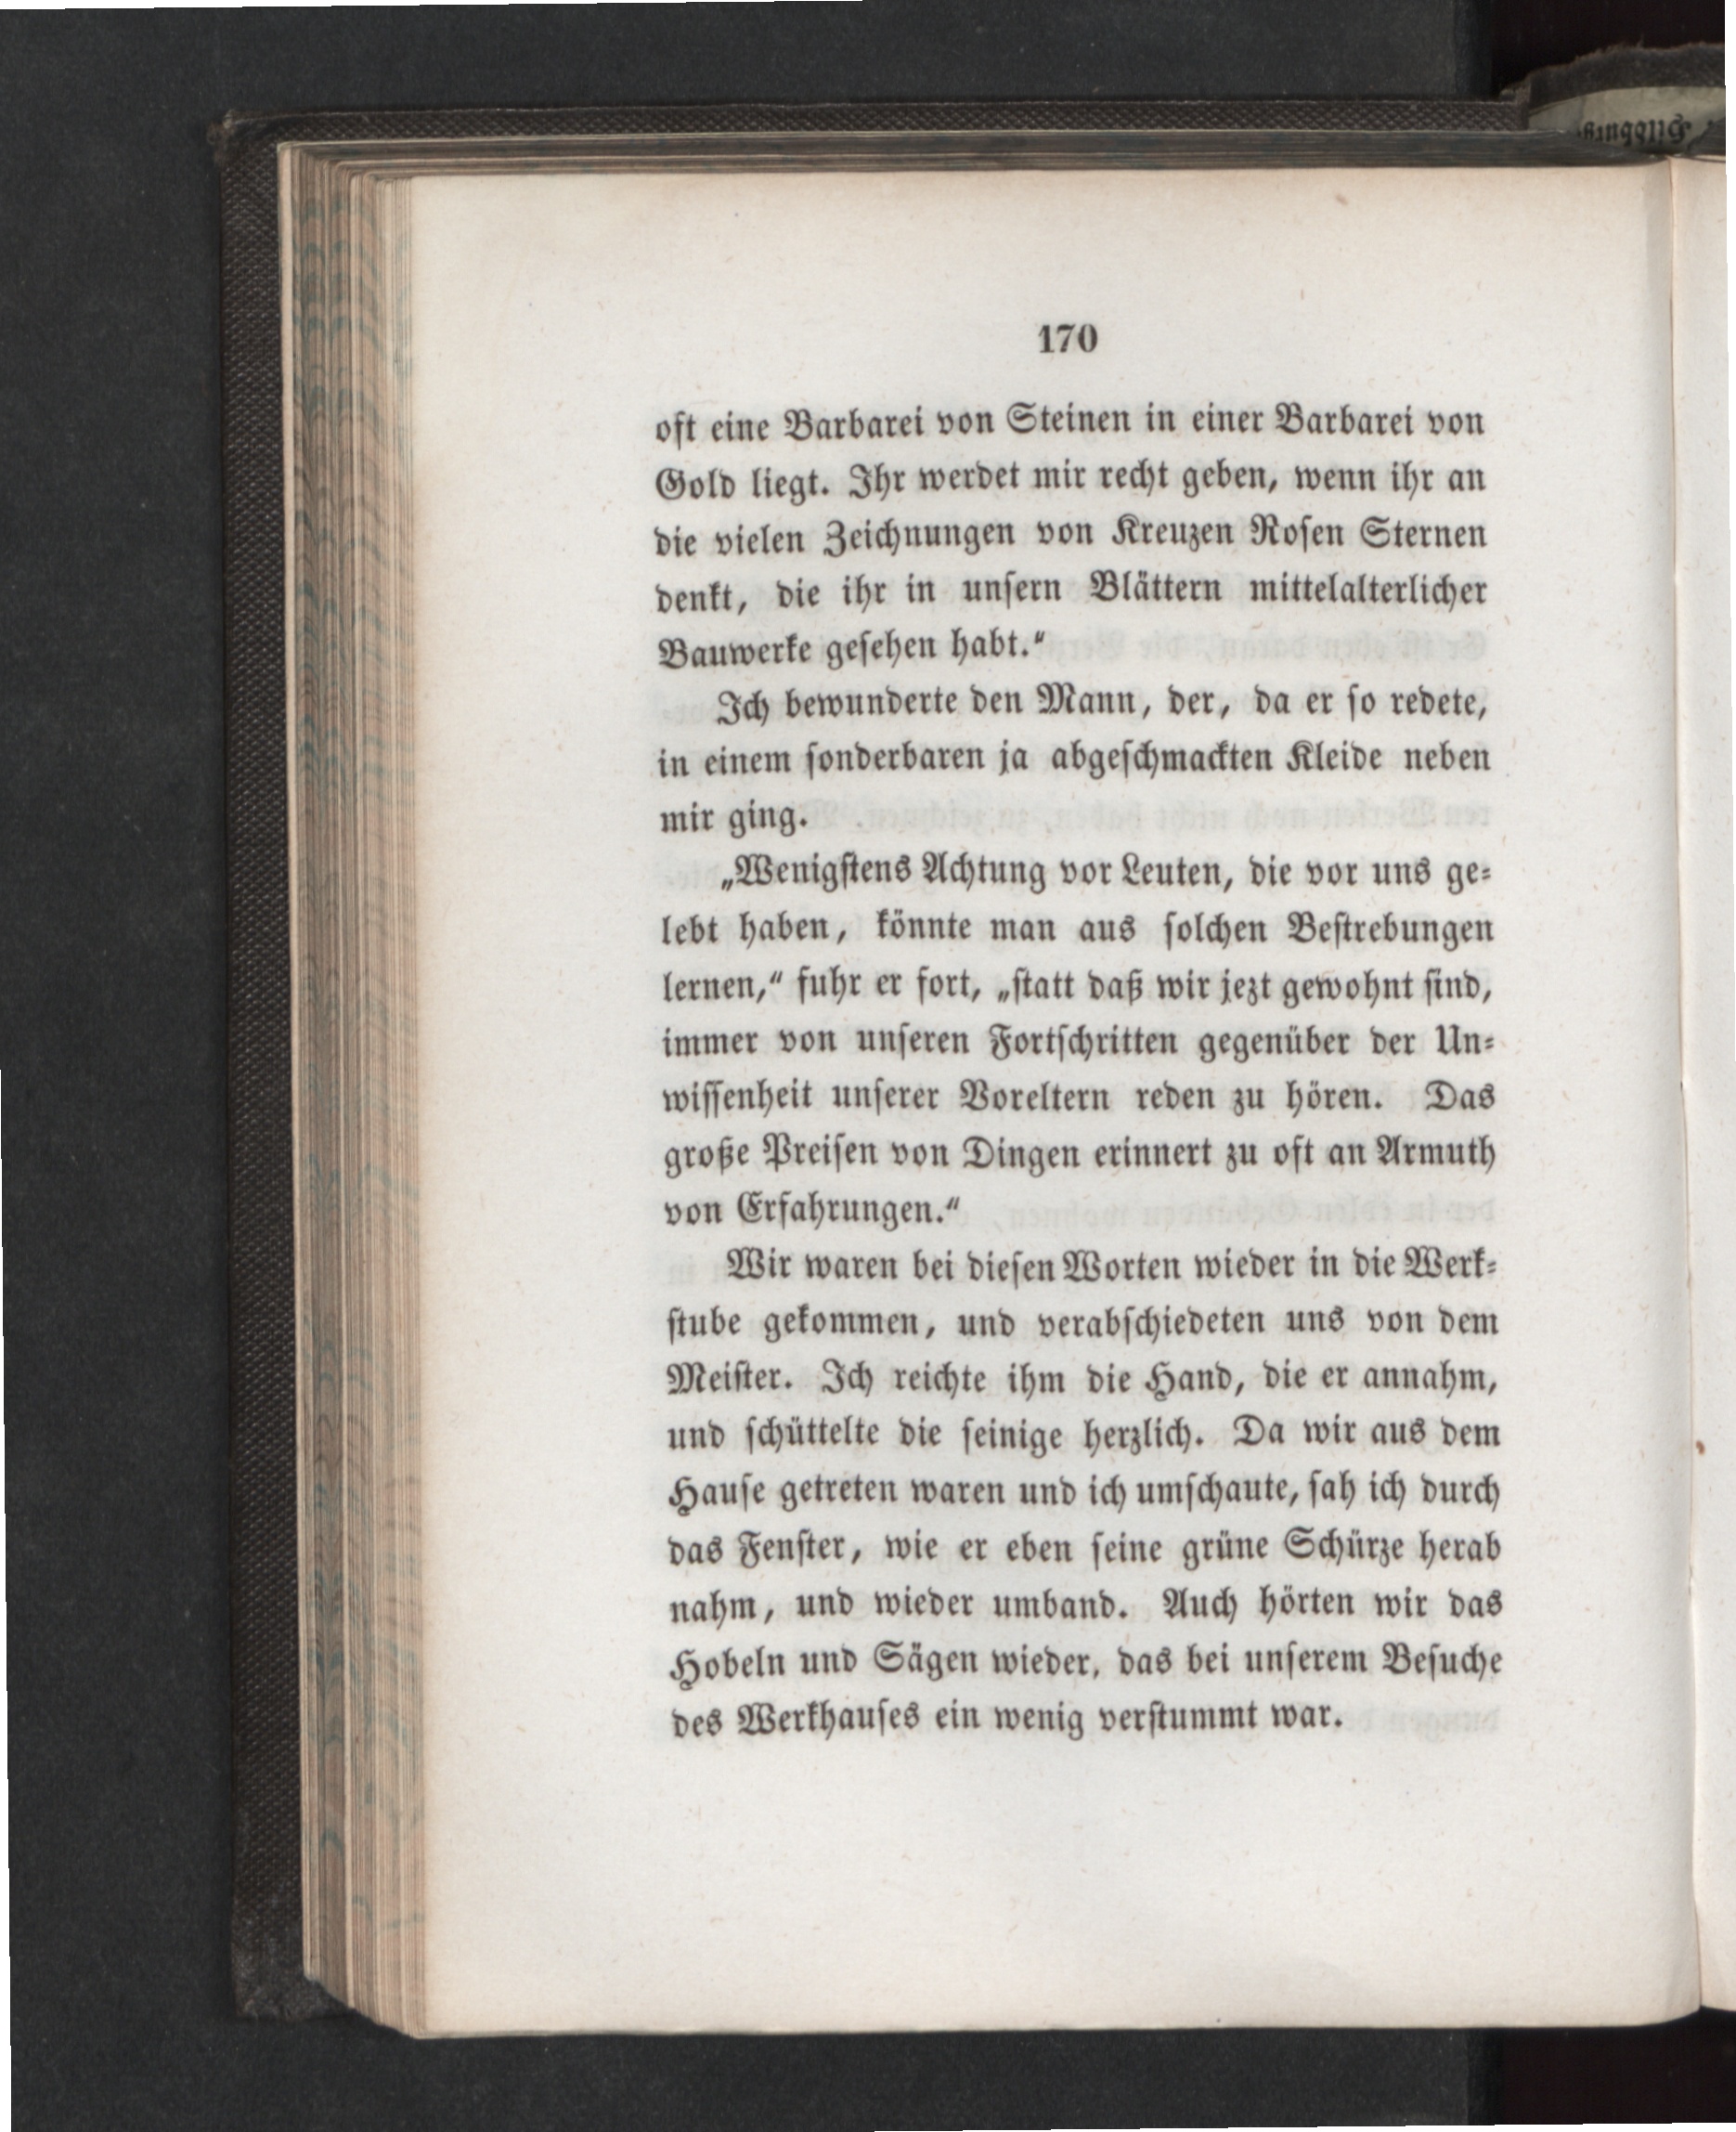 170
oft eine Barbarei von Steinen in einer Barbarei von
Gold liegt. Ihr werdet mir recht geben, wenn ihr an
die vielen Zeichnungen von Kreuzen Rosen Sternen
denkt, die ihr in unsern Blättern mittelalterlicher
Bauwerke gesehen habt.“
Ich bewunderte den Mann, der, da er so redete,
in einem sonderbaren ja abgeschmackten Kleide neben
mir ging.
„Wenigstens Achtung vor Leuten, die vor uns ge-
lebt haben, könnte man aus solchen Bestrebungen
lernen,“ fuhr er fort, „statt daß wir jezt gewohnt sind,
immer von unseren Fortschritten gegenüber der Un-
wissenheit unserer Voreltern reden zu hören. Das
große Preisen von Dingen erinnert zu oft an Armuth
von Erfahrungen.“
Wir waren bei diesen Worten wieder in die Werk-
stube gekommen, und verabschiedeten uns von dem
Meister. Ich reichte ihm die Hand, die er annahm,
und schüttelte die seinige herzlich. Da wir aus dem
Hause getreten waren und ich umschaute, sah ich durch
das Fenster, wie er eben seine grüne Schürze herab
nahm, und wieder umband. Auch hörten wir das
Hobeln und Sägen wieder, das bei unserem Besuche
des Werkhauses ein wenig verstummt war.